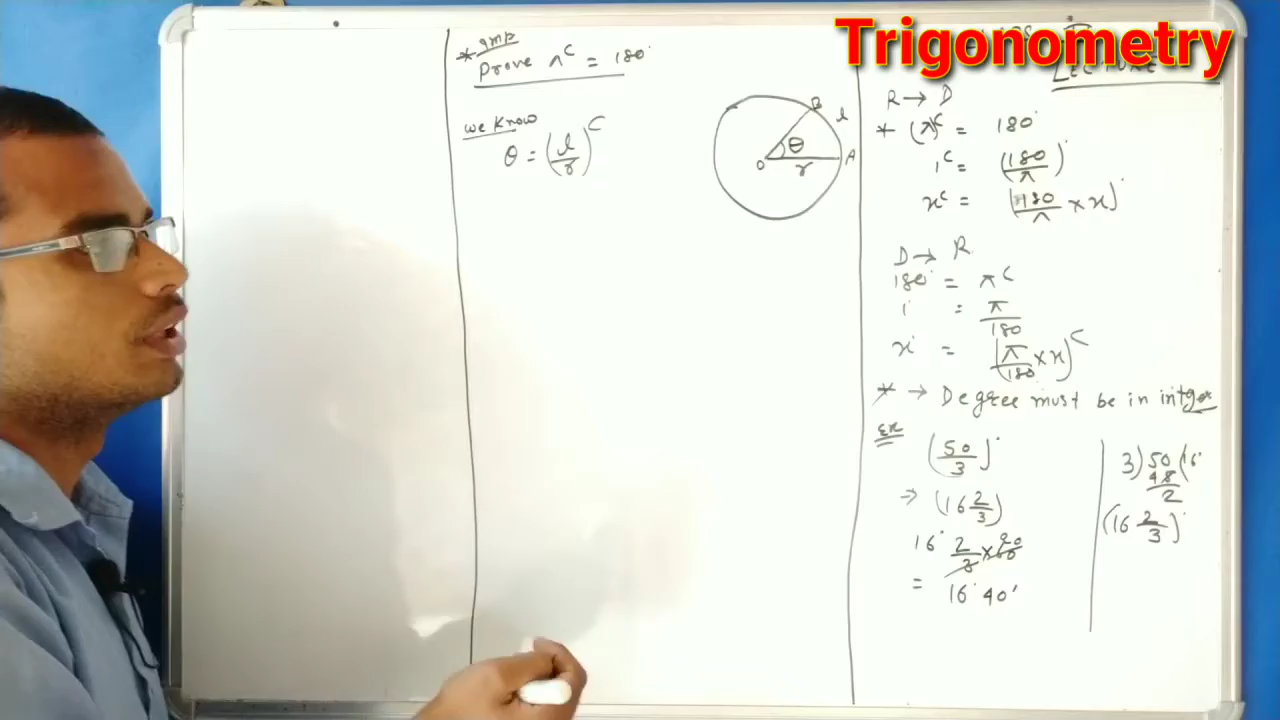 Trigonometry
* Imp
Prove π^c = 180°
We Know
θ = (l/r)^c
B
l
θ
O
r
A
R → D
* (π)^c = 180°
1^c = (180/π)°
x^c = (180/π × x)°
D → R
180° = π^c
1° = π/180
x° = (π/180 × x)^c
* → Degree must be in integer
Ex
(50/3)°
⇒ (16 2/3)
16° 2/3 × 60
= 16° 40′
3)50(16
48
2
(16 2/3)°